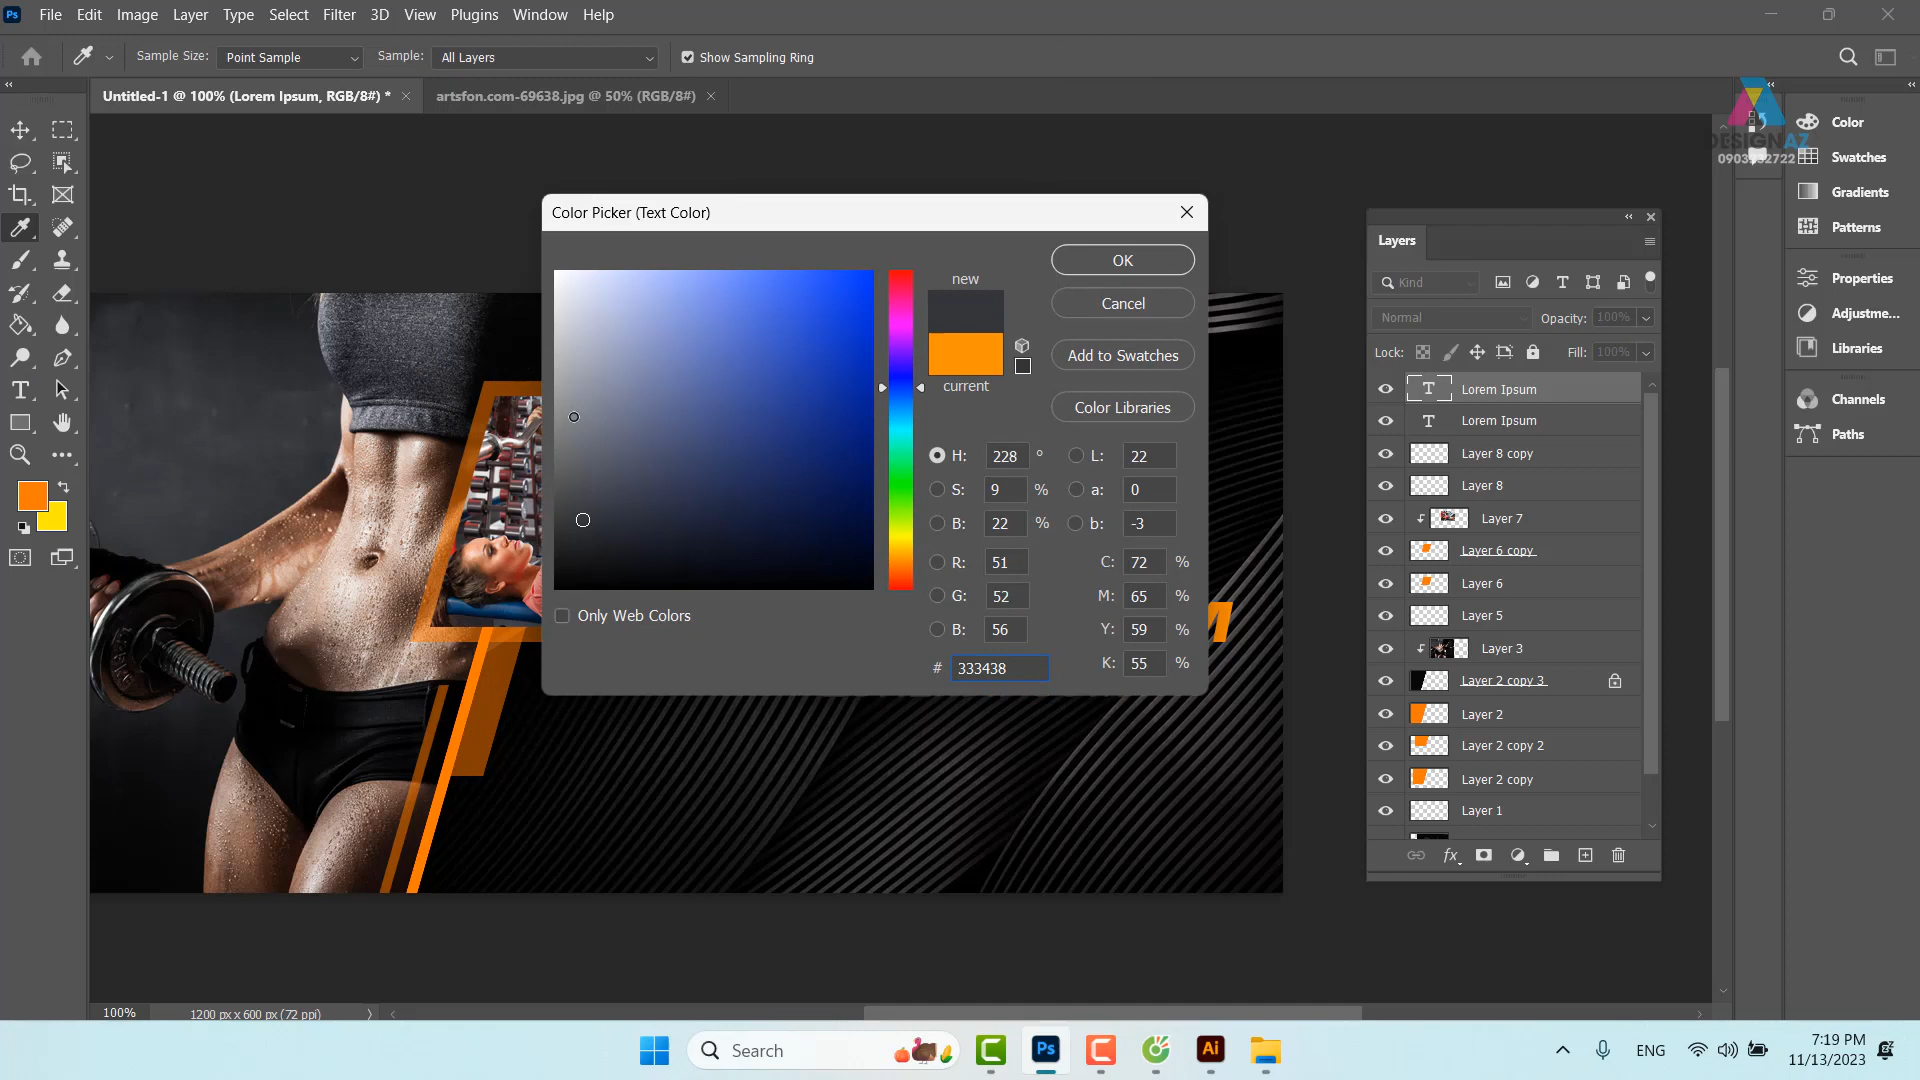 Ps File Edit Image Layer Type Select Filter 3D View Plugins Window Help
Sample Size: Point Sample Sample: All Layers Show Sampling Ring
Untitled-1 @ 100% (Lorem Ipsum, RGB/8#) * × artsfon.com-69638.jpg @ 50% (RGB/8#) ×
Color
DESIGNAZ
Swatches
Gradients
Patterns
Properties
Adjustme...
Libraries
Channels
Paths
Color Picker (Text Color)
new
current
OK
Cancel
Add to Swatches
Color Libraries
H: 228 ° L: 22
S: 9 % a: 0
B: 22 % b: -3
R: 51 C: 72 %
G: 52 M: 65 %
B: 56 Y: 59 %
# 333438 K: 55 %
Only Web Colors
M
Layers
Kind
Normal Opacity: 100%
Lock: Fill: 100%
T Lorem Ipsum
T Lorem Ipsum
Layer 8 copy
Layer 8
Layer 7
Layer 6 copy
Layer 6
Layer 5
Layer 3
Layer 2 copy 3
Layer 2
Layer 2 copy 2
Layer 2 copy
Layer 1
fx
100% 1200 px x 600 px (72 ppi)
Search
Ps
Ai
ENG
7:19 PM
11/13/2023